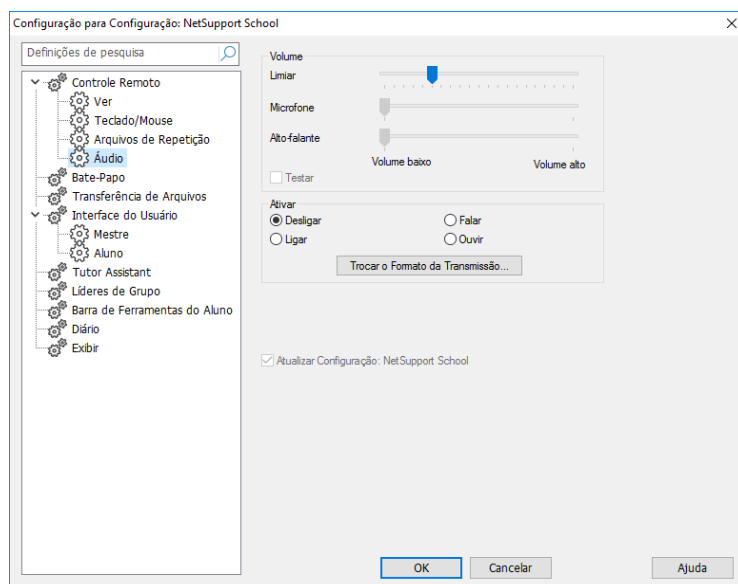 Configuração para Configuração: NetSupport School
Definições de pesquisa
Controle Remoto
Ver
Teclado/Mouse
Arquivos de Repetição
Áudio
Bate-Papo
Transferência de Arquivos
Interface do Usuário
Mestre
Aluno
Tutor Assistant
Líderes de Grupo
Barra de Ferramentas do Aluno
Diário
Exibir
Volume
Limiar
Microfone
Alto-falante
Volume baixo Volume alto
Testar
Ativar
Desligar Falar
Ligar Ouvir
Trocar o Formato da Transmissão...
Atualizar Configuração: NetSupport School
OK Cancelar Ajuda